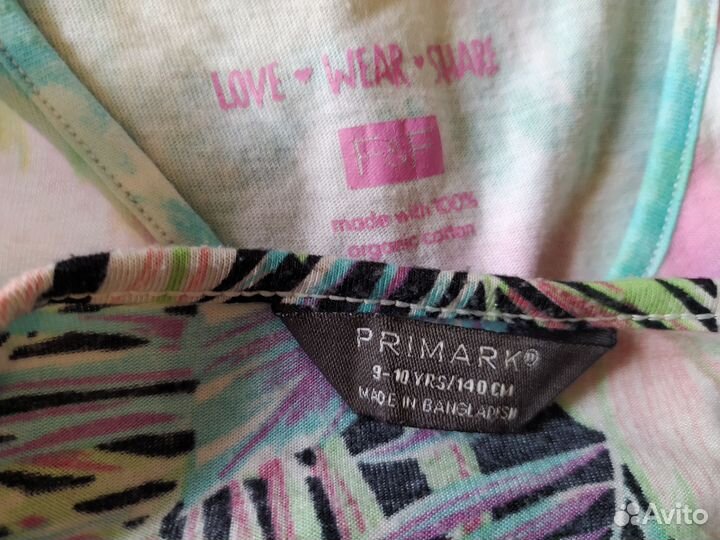 LOVE ♥ WEAR ♥ SHARE
F&F
made with 100%
organic cotton
PRIMARK®
9-10 YRS/140 CM
MADE IN BANGLADESH
Avito